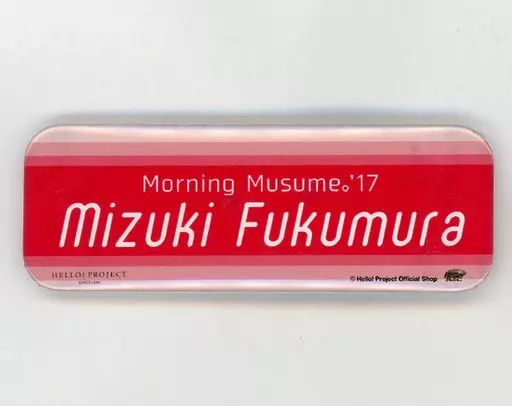 Morning Musume。'17
Mizuki Fukumura
HELLO! PROJECT
© Hello! Project Official Shop